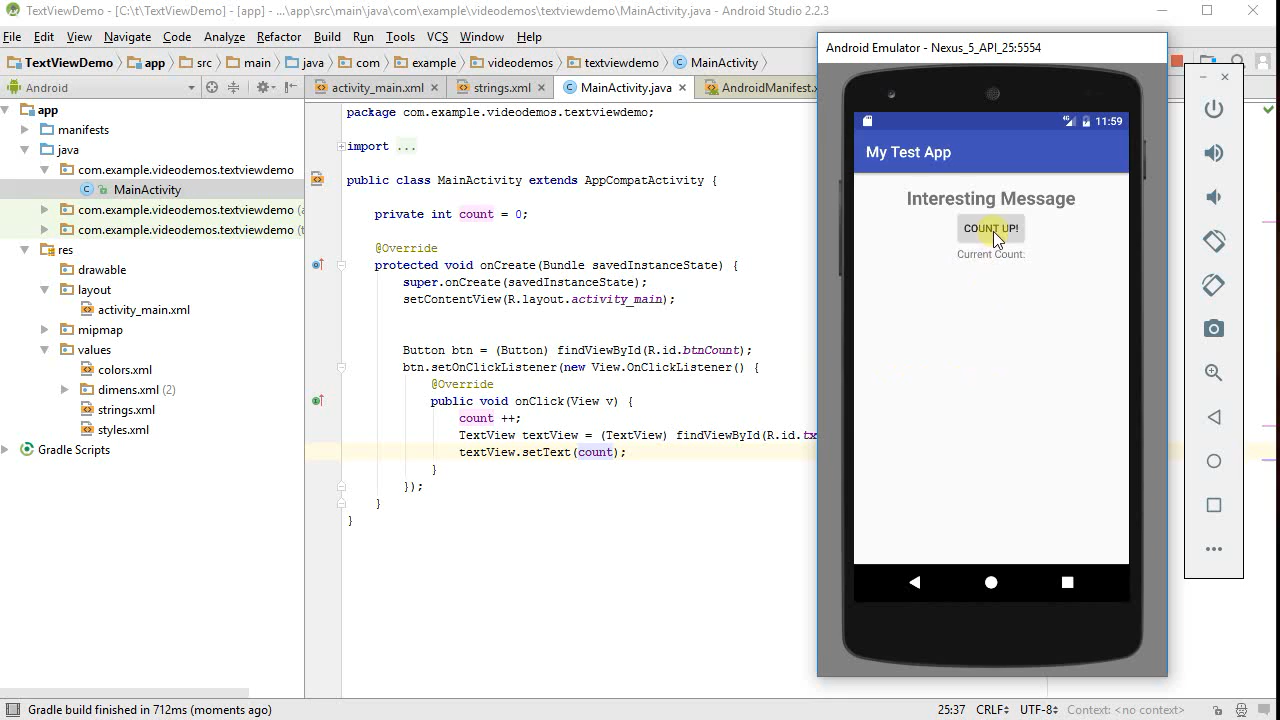 TextViewDemo - [C:\t\TextViewDemo] - [app] - ...\app\src\main\java\com\example\videodemos\textviewdemo\MainActivity.java - Android Studio 2.2.3
File Edit View Navigate Code Analyze Refactor Build Run Tools VCS Window Help
TextViewDemo app src main java com example videodemos textviewdemo MainActivity
Android
activity_main.xml strings.xml MainActivity.java AndroidManifest.x
app
manifests
java
com.example.videodemos.textviewdemo
MainActivity
com.example.videodemos.textviewdemo (
com.example.videodemos.textviewdemo (
res
drawable
layout
activity_main.xml
mipmap
values
colors.xml
dimens.xml (2)
strings.xml
styles.xml
Gradle Scripts
package com.example.videodemos.textviewdemo;
import ...
public class MainActivity extends AppCompatActivity {
private int count = 0;
@Override
protected void onCreate(Bundle savedInstanceState) {
super.onCreate(savedInstanceState);
setContentView(R.layout.activity_main);
Button btn = (Button) findViewById(R.id.btnCount);
btn.setOnClickListener(new View.OnClickListener() {
@Override
public void onClick(View v) {
count ++;
TextView textView = (TextView) findViewById(R.id.tx
textView.setText(count);
}
});
}
}
Android Emulator - Nexus_5_API_25:5554
4G 11:59
My Test App
Interesting Message
COUNT UP!
Current Count:
Gradle build finished in 712ms (moments ago) 25:37 CRLF UTF-8 Context: <no context>